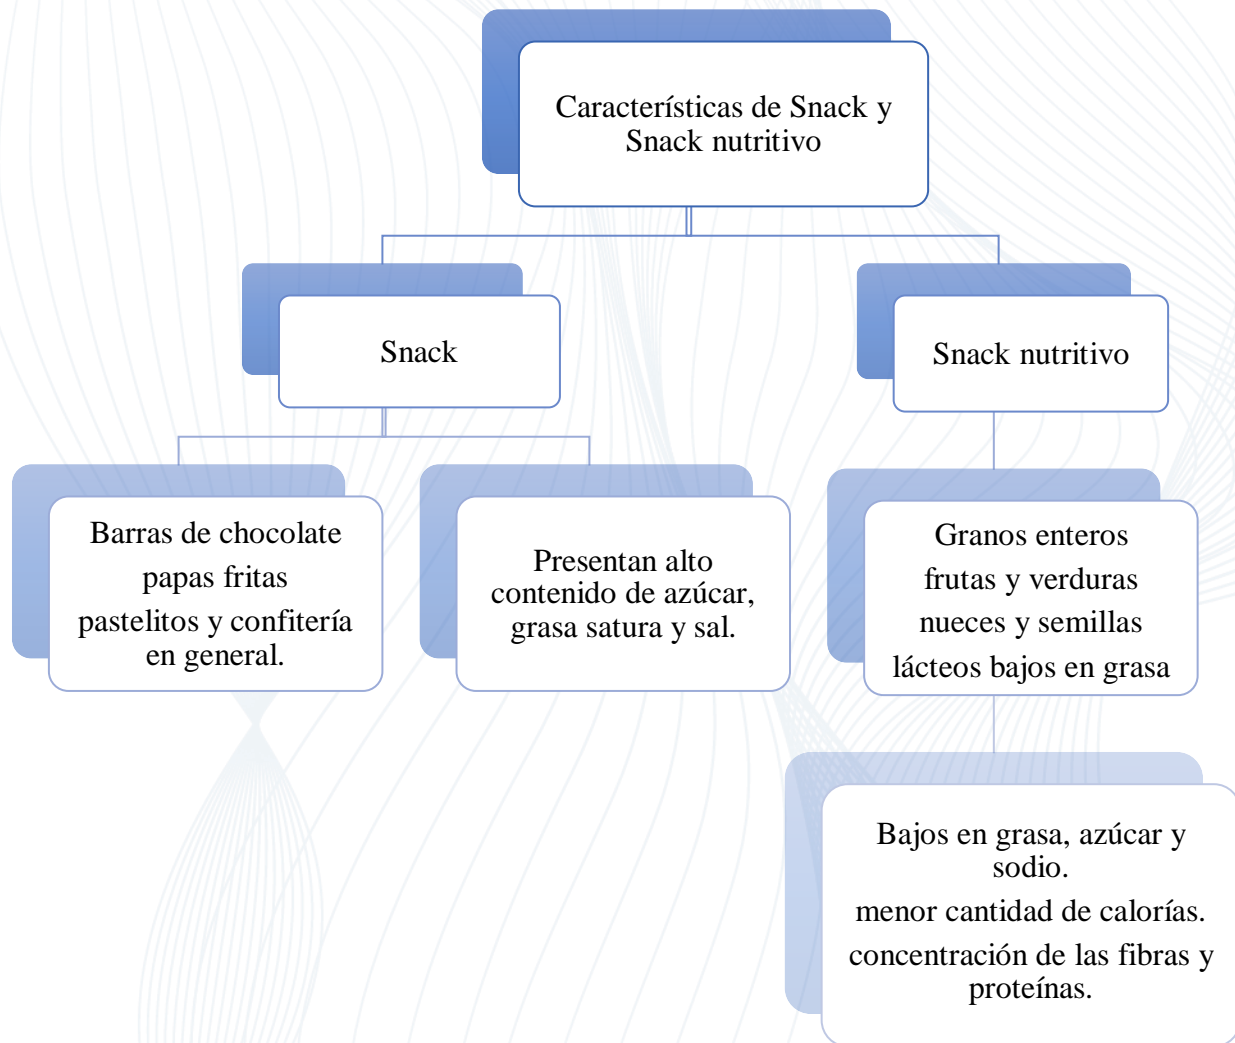 Características de Snack y
Snack nutritivo
Snack
Snack nutritivo
Barras de chocolate
papas fritas
pastelitos y confitería
en general.
Presentan alto
contenido de azúcar,
grasa satura y sal.
Granos enteros
frutas y verduras
nueces y semillas
lácteos bajos en grasa
Bajos en grasa, azúcar y
sodio.
menor cantidad de calorías.
concentración de las fibras y
proteínas.